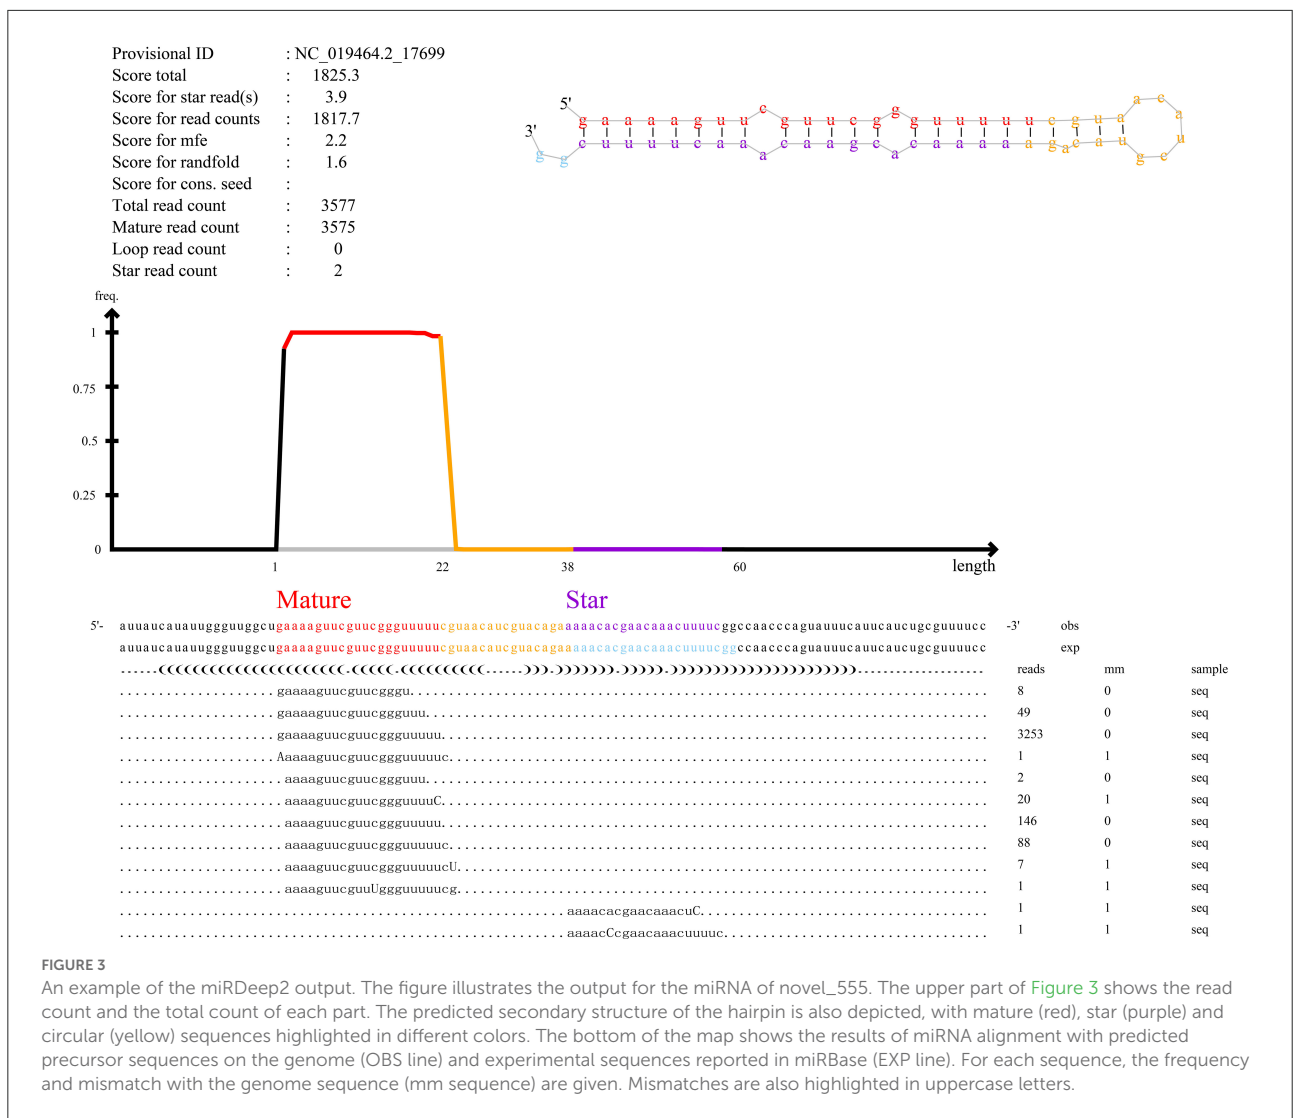 Provisional ID : NC_019464.2_17699
Score total : 1825.3
Score for star read(s) : 3.9
Score for read counts : 1817.7
Score for mfe : 2.2
Score for randfold : 1.6
Score for cons. seed :
Total read count : 3577
Mature read count : 3575
Loop read count : 0
Star read count : 2
5'
gaaaaguucguucggguuuuucguaacaucguacagaaaaacacgaacaaacuuuucgg
3'
freq.
1
0.75
0.5
0.25
0
1 22 38 60 length
Mature Star
5'- auuaucauauuggguuggcugaaaaguucguucggguuuuucguaacaucguacagaaaaacacgaacaaacuuuucggccaacccaguauuucauucaucugcguuuucc -3' obs
auuaucauauuggguuggcugaaaaguucguucggguuuuucguaacaucguacagaaaaacacgaacaaacuuuucggccaacccaguauuucauucaucugcguuuucc exp
reads mm sample
....................gaaaaguucguucgggu.......................................................................... 8 0 seq
....................gaaaaguucguucggguuu........................................................................ 49 0 seq
....................gaaaaguucguucggguuuuu...................................................................... 3253 0 seq
....................Aaaaaguucguucggguuuuuc..................................................................... 1 1 seq
.....................aaaaguucguucggguuu........................................................................ 2 0 seq
.....................aaaaguucguucggguuuuC...................................................................... 20 1 seq
.....................aaaaguucguucggguuuuu...................................................................... 146 0 seq
.....................aaaaguucguucggguuuuuc..................................................................... 88 0 seq
.....................aaaaguucguucggguuuuucU.................................................................... 7 1 seq
.....................aaaaguucguuUggguuuuucg.................................................................... 1 1 seq
.........................................................aaaacacgaacaaacuC..................................... 1 1 seq
.........................................................aaaacCcgaacaaacuuuuc.................................. 1 1 seq
FIGURE 3
An example of the miRDeep2 output. The figure illustrates the output for the miRNA of novel_555. The upper part of Figure 3 shows the read
count and the total count of each part. The predicted secondary structure of the hairpin is also depicted, with mature (red), star (purple) and
circular (yellow) sequences highlighted in different colors. The bottom of the map shows the results of miRNA alignment with predicted
precursor sequences on the genome (OBS line) and experimental sequences reported in miRBase (EXP line). For each sequence, the frequency
and mismatch with the genome sequence (mm sequence) are given. Mismatches are also highlighted in uppercase letters.